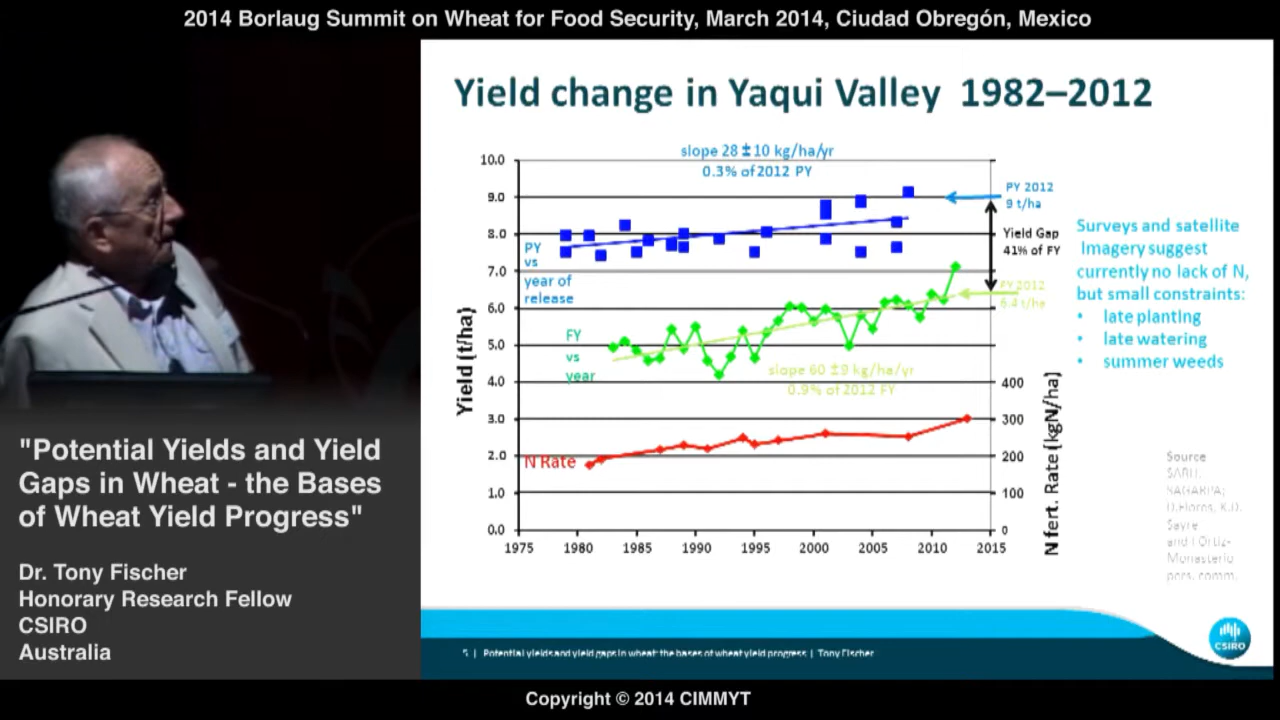 2014 Borlaug Summit on Wheat for Food Security, March 2014, Ciudad Obregón, Mexico
Yield change in Yaqui Valley 1982–2012
slope 28 ± 10 kg/ha/yr
0.3% of 2012 PY
10.0
9.0
8.0
7.0
6.0
5.0
4.0
3.0
2.0
1.0
0.0
Yield (t/ha)
PY
vs
year of
release
FY
vs
year
slope 60 ±9 kg/ha/yr
0.9% of 2012 FY
N Rate
1975 1980 1985 1990 1995 2000 2005 2010 2015
400
300
200
100
0
N fert. Rate (kgN/ha)
PY 2012
9 t/ha
Yield Gap
41% of FY
FY 2012
6.4 t/ha
Surveys and satellite
Imagery suggest
currently no lack of N,
but small constraints:
• late planting
• late watering
• summer weeds
Source
Sayre
and
Monasterio
pers. comm.
"Potential Yields and Yield
Gaps in Wheat - the Bases
of Wheat Yield Progress"
Dr. Tony Fischer
Honorary Research Fellow
CSIRO
Australia
5 | Potential yields and yield gaps in wheat: the bases of wheat yield progress | Tony Fischer
CSIRO
Copyright © 2014 CIMMYT